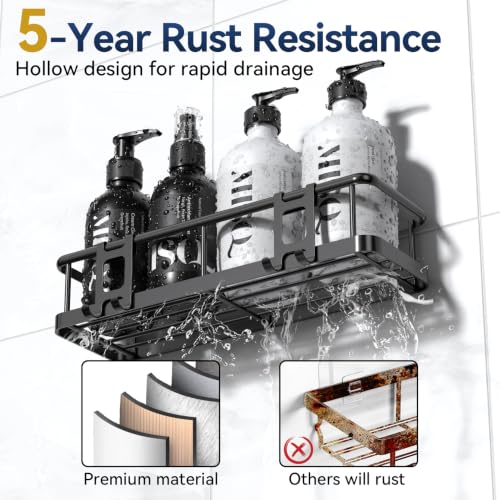 5-Year Rust Resistance
Hollow design for rapid drainage
Premium material
Others will rust